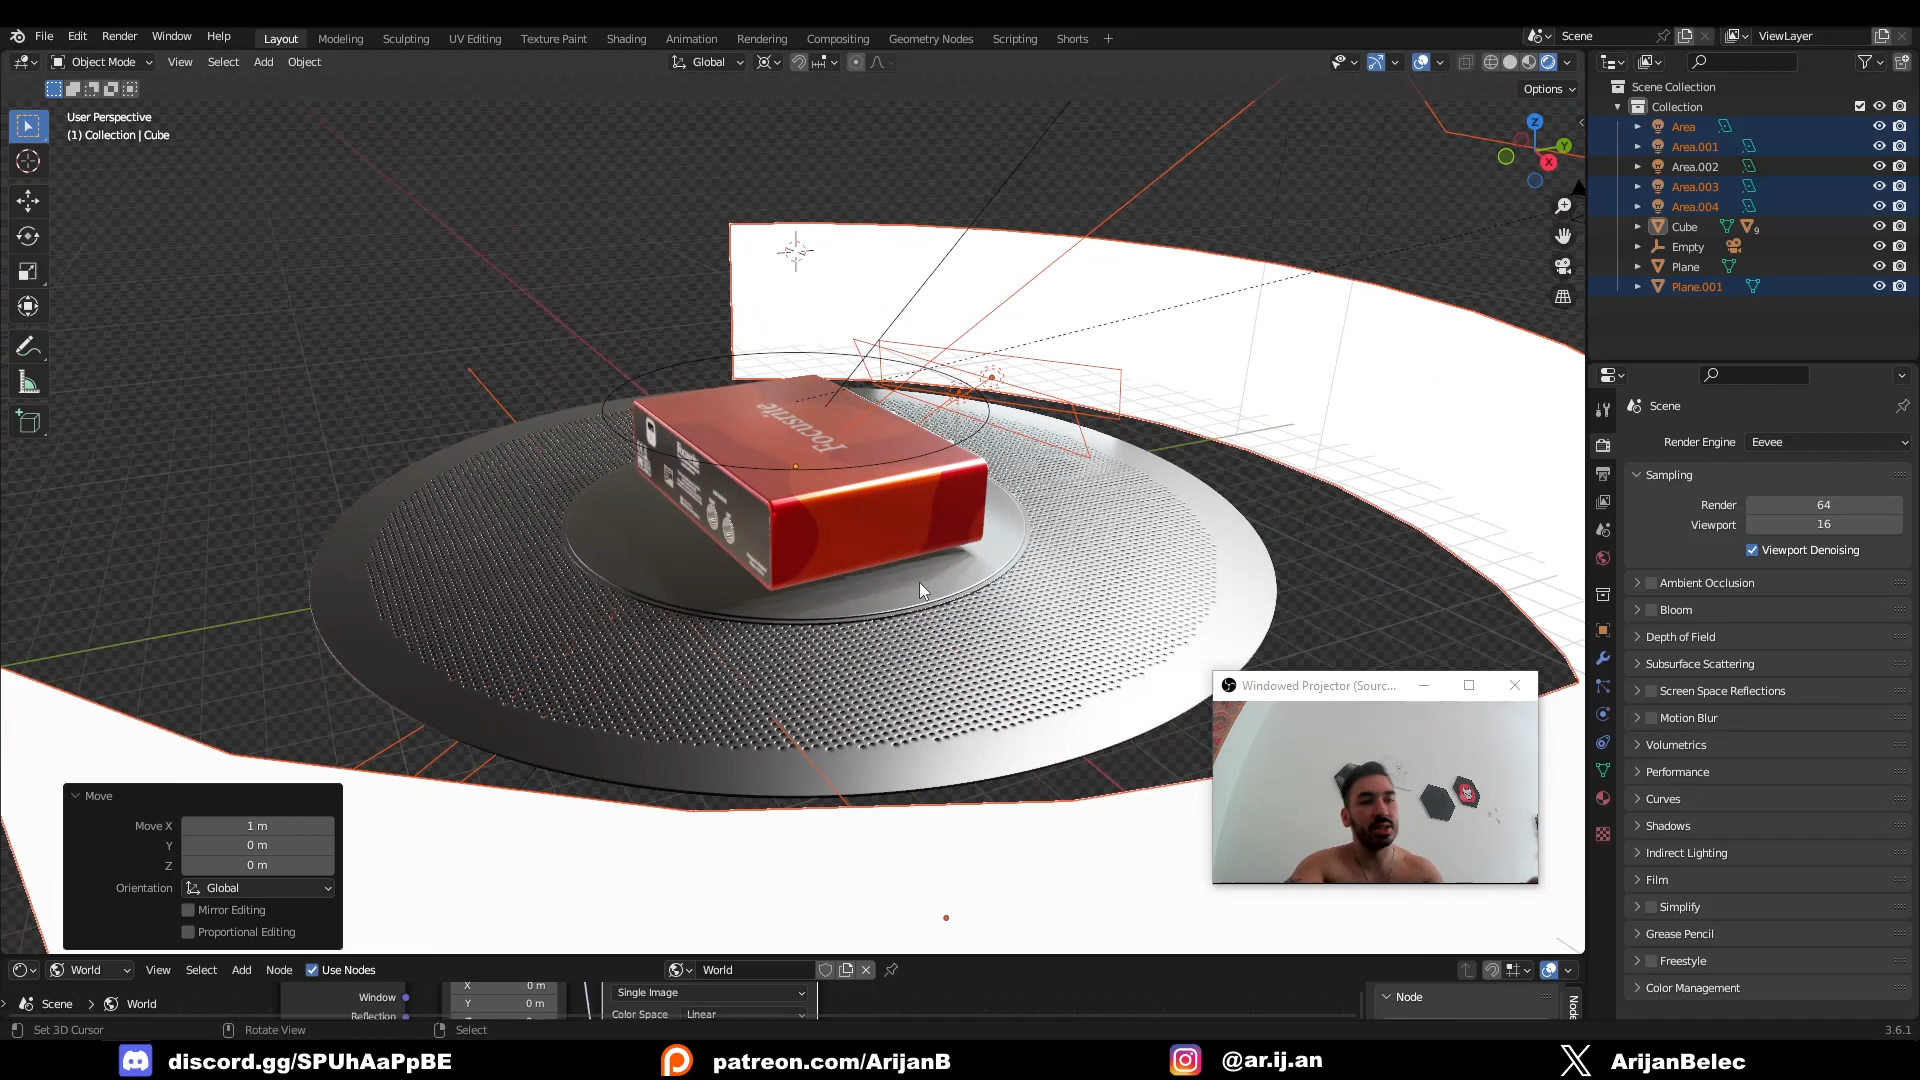 File Edit Render Window Help
Layout Modeling Sculpting UV Editing Texture Paint Shading Animation Rendering Compositing Geometry Nodes Scripting Shorts +
Scene
ViewLayer
Object Mode View Select Add Object
Global
Options
User Perspective
(1) Collection | Cube
Z
Y
X
Focusrite
Scene Collection
Collection
Area
Area.001
Area.002
Area.003
Area.004
Cube
9
Empty
Plane
Plane.001
Scene
Render Engine Eevee
Sampling
Render 64
Viewport 16
Viewport Denoising
Ambient Occlusion
Bloom
Depth of Field
Subsurface Scattering
Screen Space Reflections
Motion Blur
Volumetrics
Performance
Curves
Shadows
Indirect Lighting
Film
Simplify
Grease Pencil
Freestyle
Color Management
Windowed Projector (Sourc...
Move
Move X 1 m
Y 0 m
Z 0 m
Orientation Global
Mirror Editing
Proportional Editing
World View Select Add Node Use Nodes
World
Scene > World
Window
Reflection
X 0 m
Y 0 m
Single Image
Color Space Linear
Node
Node
Set 3D Cursor
Rotate View
Select
3.6.1
discord.gg/SPUhAaPpBE
patreon.com/ArijanB
@ar.ij.an
ArijanBelec